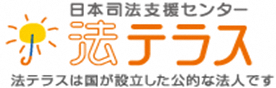 日本司法支援センター
法テラス
法テラスは国が設立した公的な法人です